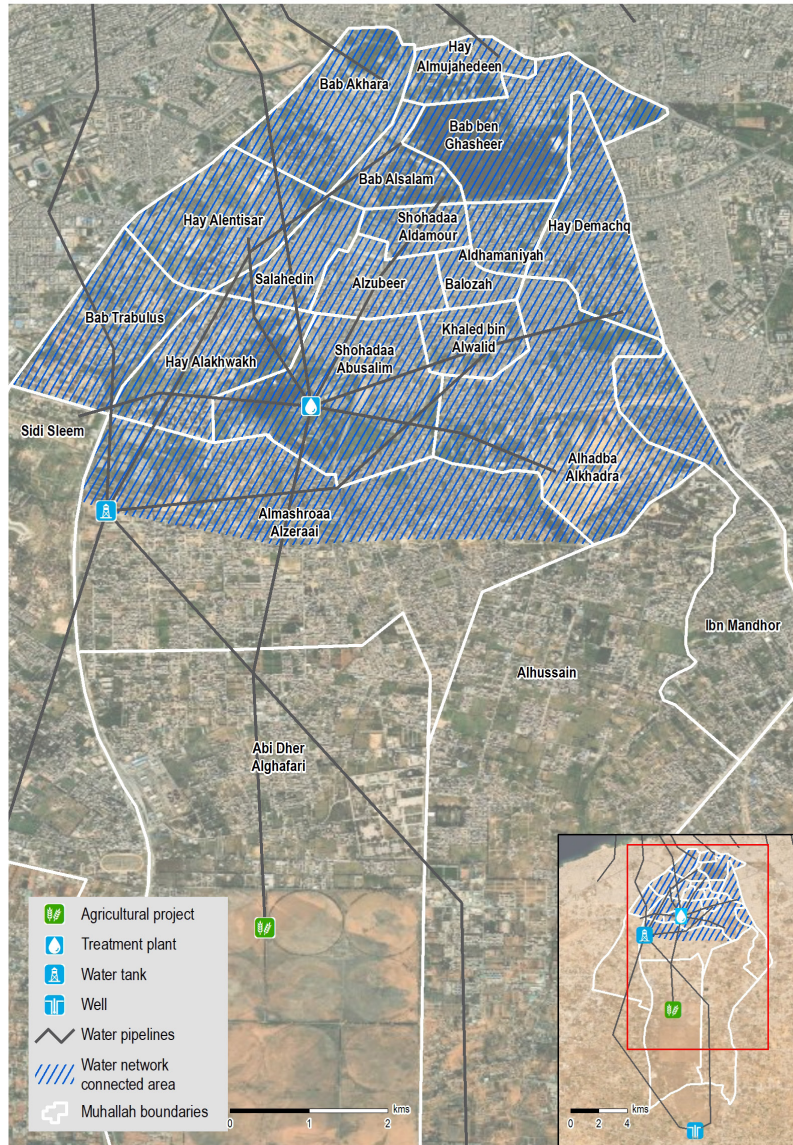 Hay
Almujahedeen
Bab Akhara
Bab ben
Ghasheer
Bab Alsalam
Hay Alentisar
Shohadaa
Aldamour
Hay Demachq
Aldhamaniyah
Salahedin
Alzubeer
Balozah
Bab Trabulus
Khaled bin
Alwalid
Hay Alakhwakh
Shohadaa
Abusalim
Sidi Sleem
Alhadba
Alkhadra
Almashroaa
Alzeraai
Ibn Mandhor
Alhussain
Abi Dher
Alghafari
Agricultural project
Treatment plant
Water tank
Well
Water pipelines
Water network
connected area
Muhallah boundaries
kms
0 1 2
kms
0 2 4